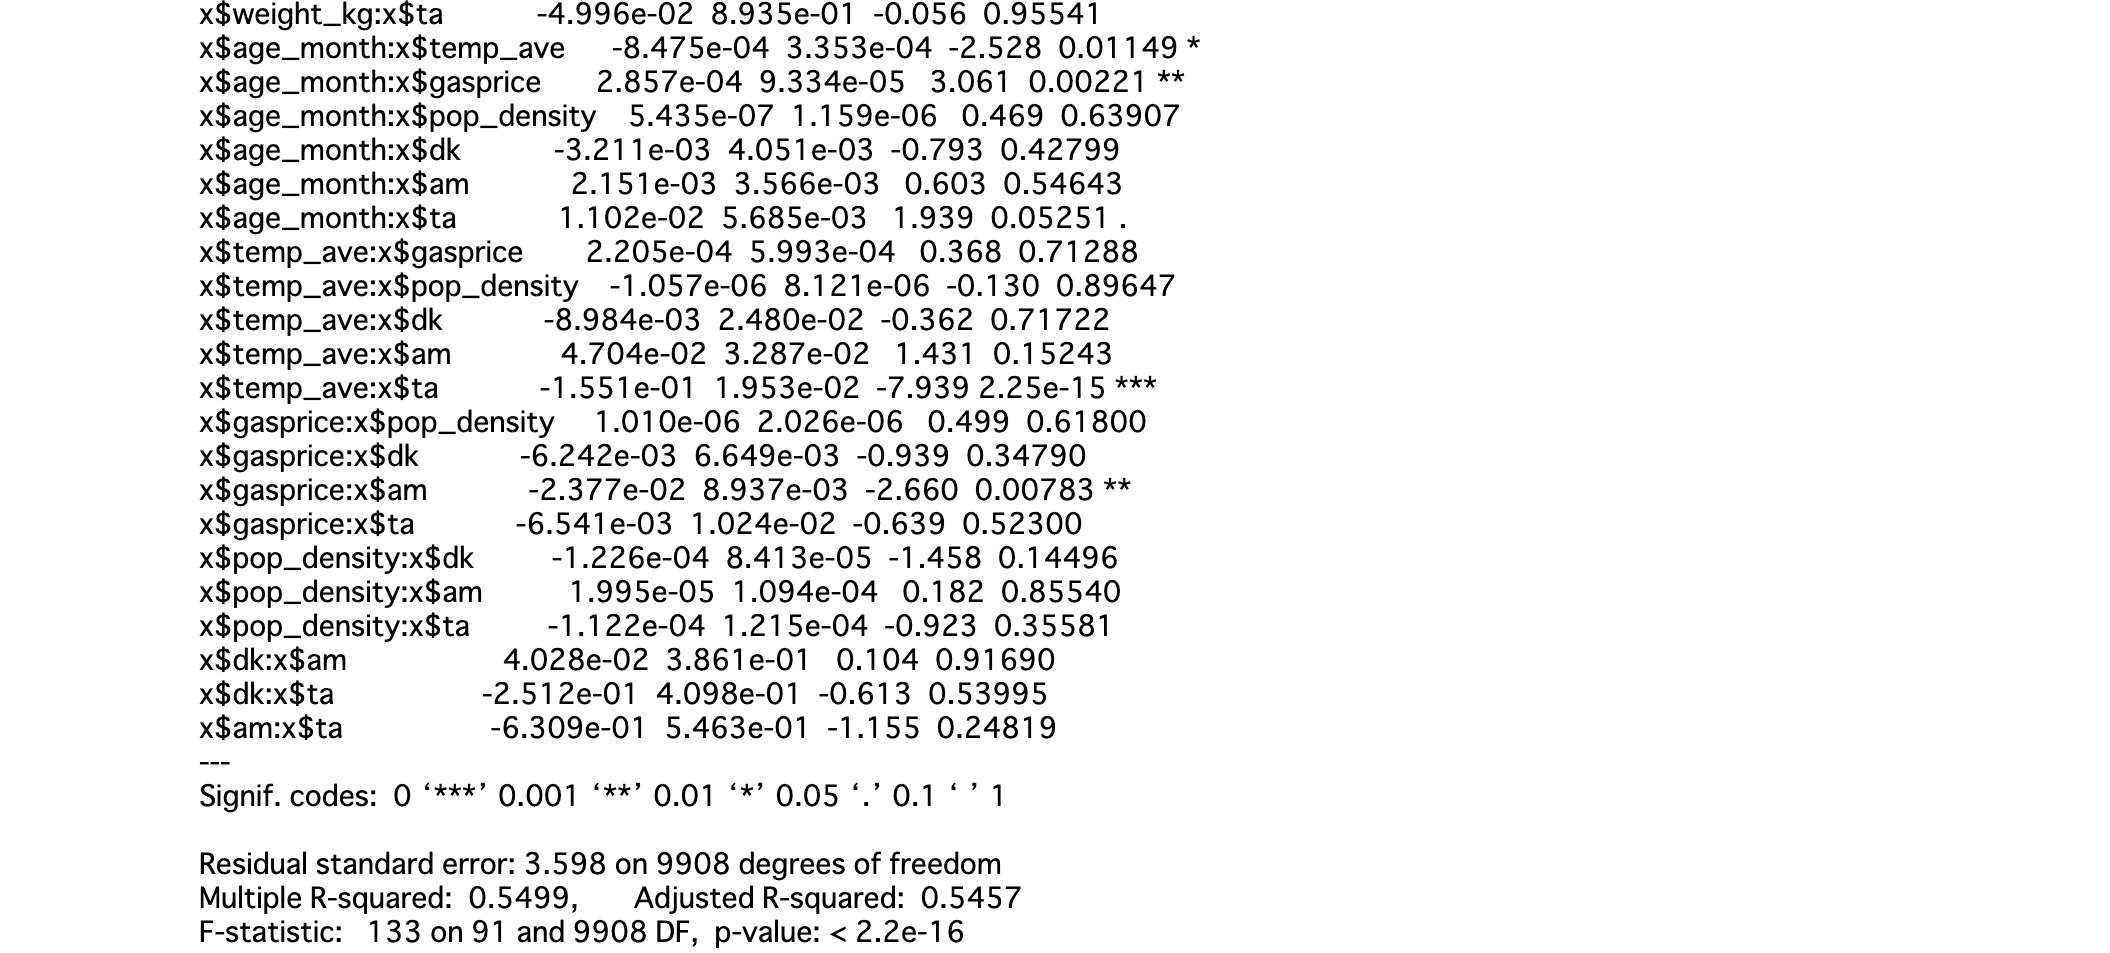 x$weight_kg:x$ta -4.996e-02 8.935e-01 -0.056 0.95541
x$age_month:x$temp_ave -8.475e-04 3.353e-04 -2.528 0.01149 *
x$age_month:x$gasprice 2.857e-04 9.334e-05 3.061 0.00221 **
x$age_month:x$pop_density 5.435e-07 1.159e-06 0.469 0.63907
x$age_month:x$dk -3.211e-03 4.051e-03 -0.793 0.42799
x$age_month:x$am 2.151e-03 3.566e-03 0.603 0.54643
x$age_month:x$ta 1.102e-02 5.685e-03 1.939 0.05251 .
x$temp_ave:x$gasprice 2.205e-04 5.993e-04 0.368 0.71288
x$temp_ave:x$pop_density -1.057e-06 8.121e-06 -0.130 0.89647
x$temp_ave:x$dk -8.984e-03 2.480e-02 -0.362 0.71722
x$temp_ave:x$am 4.704e-02 3.287e-02 1.431 0.15243
x$temp_ave:x$ta -1.551e-01 1.953e-02 -7.939 2.25e-15 ***
x$gasprice:x$pop_density 1.010e-06 2.026e-06 0.499 0.61800
x$gasprice:x$dk -6.242e-03 6.649e-03 -0.939 0.34790
x$gasprice:x$am -2.377e-02 8.937e-03 -2.660 0.00783 **
x$gasprice:x$ta -6.541e-03 1.024e-02 -0.639 0.52300
x$pop_density:x$dk -1.226e-04 8.413e-05 -1.458 0.14496
x$pop_density:x$am 1.995e-05 1.094e-04 0.182 0.85540
x$pop_density:x$ta -1.122e-04 1.215e-04 -0.923 0.35581
x$dk:x$am 4.028e-02 3.861e-01 0.104 0.91690
x$dk:x$ta -2.512e-01 4.098e-01 -0.613 0.53995
x$am:x$ta -6.309e-01 5.463e-01 -1.155 0.24819
---
Signif. codes: 0 ‘***’ 0.001 ‘**’ 0.01 ‘*’ 0.05 ‘.’ 0.1 ‘ ’ 1
Residual standard error: 3.598 on 9908 degrees of freedom
Multiple R-squared: 0.5499, Adjusted R-squared: 0.5457
F-statistic: 133 on 91 and 9908 DF, p-value: < 2.2e-16